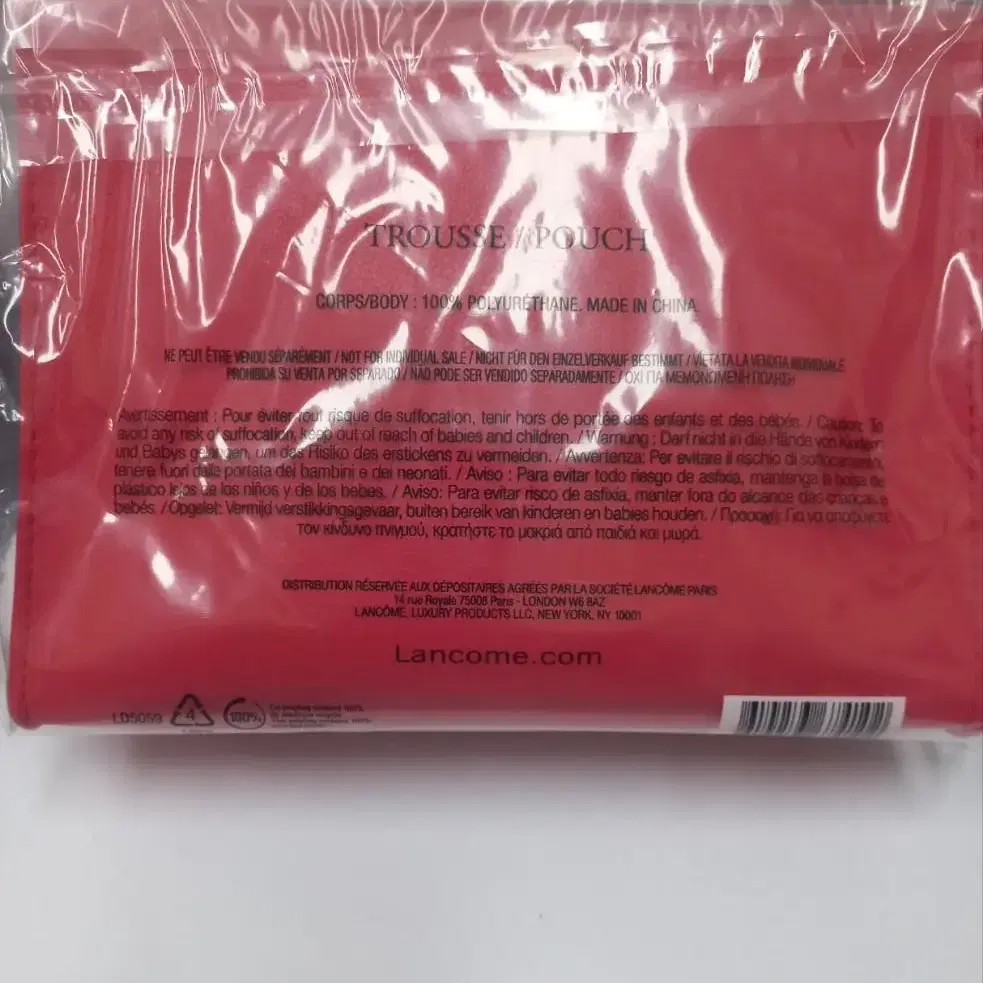 TROUSSE / POUCH
CORPS/BODY : 100% POLYURÉTHANE. MADE IN CHINA
NE PEUT ÊTRE VENDU SÉPARÉMENT / NOT FOR INDIVIDUAL SALE / NICHT FÜR DEN EINZELVERKAUF BESTIMMT / VIETATA LA VENDITA INDIVIDUALE
PROHIBIDA SU VENTA POR SEPARADO / NÃO PODE SER VENDIDO SEPARADAMENTE / ΟΧΙ ΓΙΑ ΜΕΜΟΝΩΜΕΝΗ ΠΩΛΗΣΗ
Avertissement : Pour éviter tout risque de suffocation, tenir hors de portée des enfants et des bébés. / Caution: To
avoid any risk of suffocation, keep out of reach of babies and children. / Warnung : Darf nicht in die Hände von Kindern
und Babys gelangen, um das Risiko des erstickens zu vermeiden. / Avvertenza: Per evitare il rischio di soffocamento,
tenere fuori dalla portata dei bambini e dei neonati. / Aviso : Para evitar todo riesgo de asfixia, mantenga la bolsa de
plástico lejos de los niños y de los bebes. / Aviso: Para evitar risco de asfixia, manter fora do alcance das crianças e
bebés. / Opgelet: Vermijd verstikkingsgevaar, buiten bereik van kinderen en babies houden. / Προσοχή: Για να αποφύγετε
τον κίνδυνο πνιγμού, κρατήστε το μακριά από παιδιά και μωρά.
DISTRIBUTION RÉSERVÉE AUX DÉPOSITAIRES AGRÉÉS PAR LA SOCIÉTÉ LANCÔME PARIS
14 rue Royale 75008 Paris - LONDON W6 8AZ
LANCÔME, LUXURY PRODUCTS LLC, NEW YORK, NY 10001
Lancome.com
LD5059 4 100%